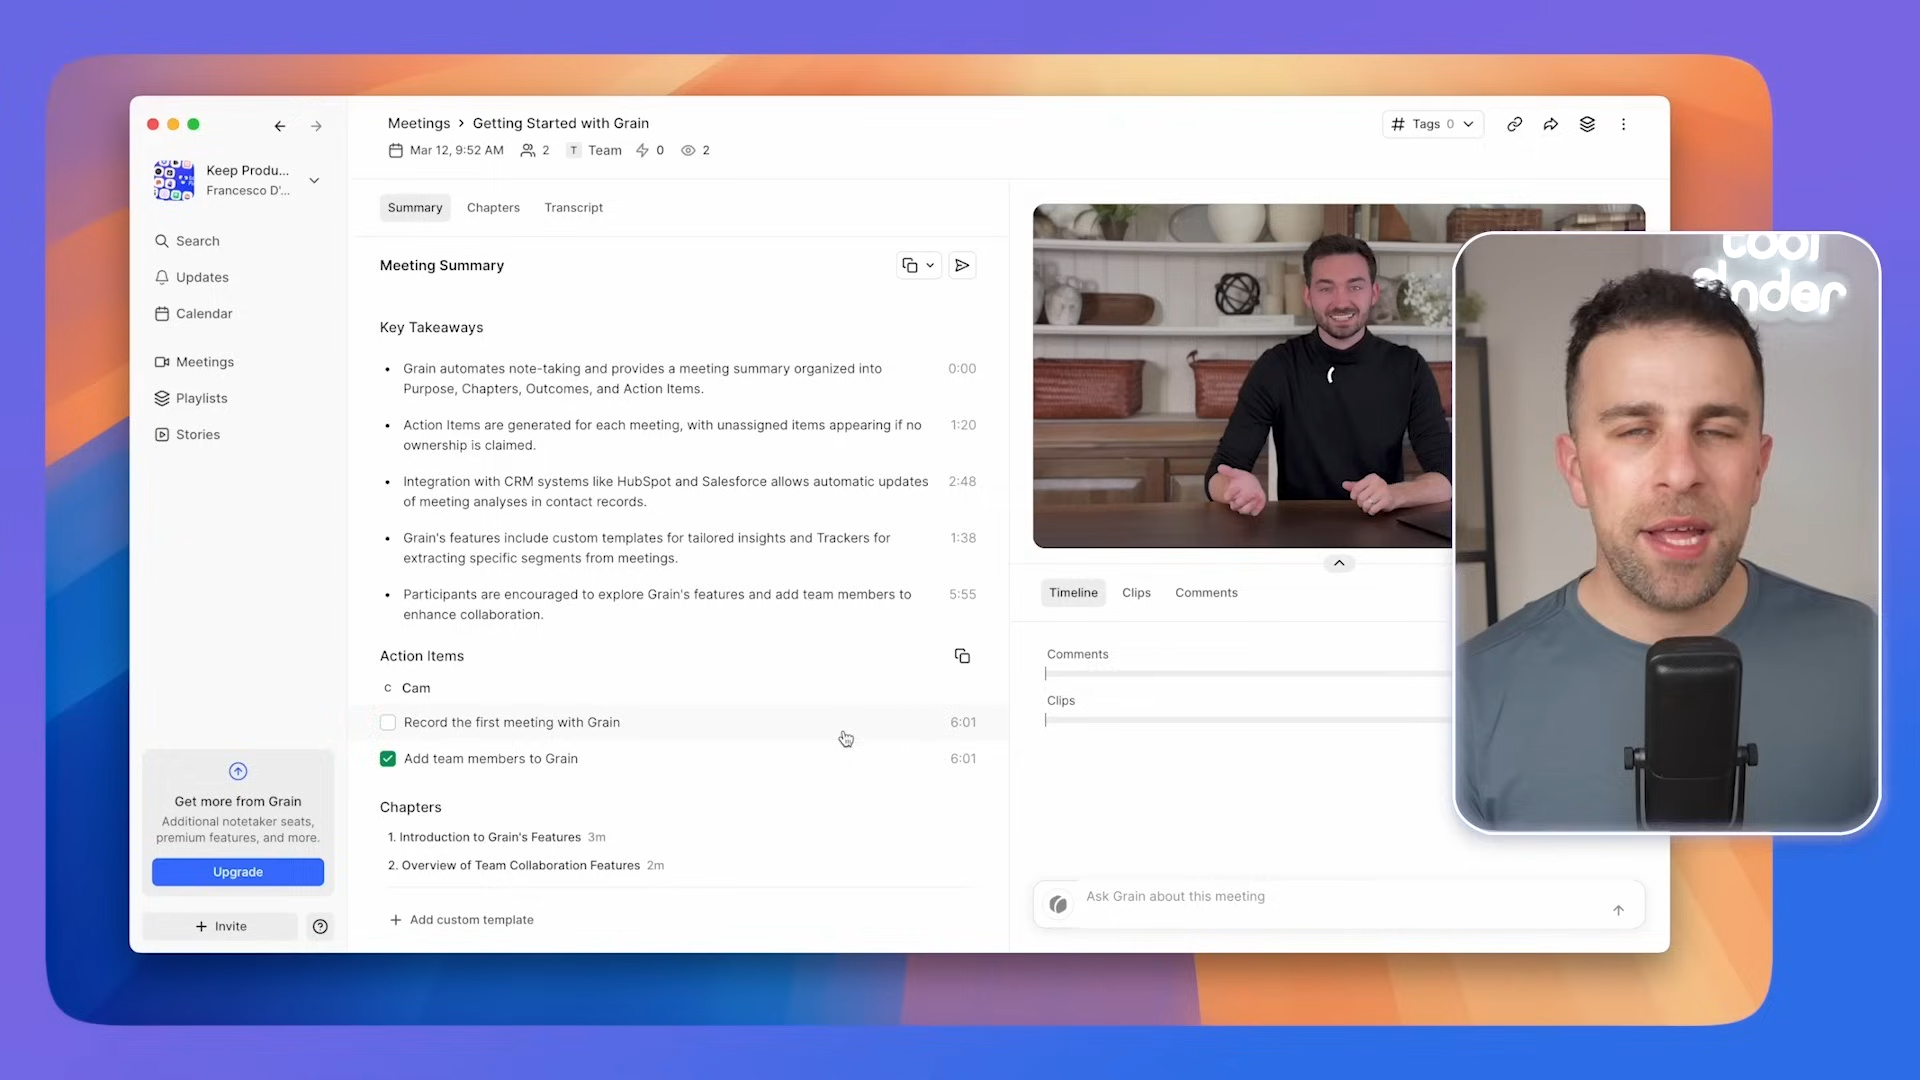 Meetings > Getting Started with Grain
Mar 12, 9:52 AM 2 T Team 0 2
# Tags 0
Keep Produ...
Francesco D'...
Search
Updates
Calendar
Meetings
Playlists
Stories
Get more from Grain
Additional notetaker seats,
premium features, and more.
Upgrade
+ Invite
Summary Chapters Transcript
Meeting Summary
Key Takeaways
• Grain automates note-taking and provides a meeting summary organized into 0:00
Purpose, Chapters, Outcomes, and Action Items.
• Action Items are generated for each meeting, with unassigned items appearing if no 1:20
ownership is claimed.
• Integration with CRM systems like HubSpot and Salesforce allows automatic updates 2:48
of meeting analyses in contact records.
• Grain's features include custom templates for tailored insights and Trackers for 1:38
extracting specific segments from meetings.
• Participants are encouraged to explore Grain's features and add team members to 5:55
enhance collaboration.
Action Items
C Cam
Record the first meeting with Grain 6:01
Add team members to Grain 6:01
Chapters
1. Introduction to Grain's Features 3m
2. Overview of Team Collaboration Features 2m
+ Add custom template
Timeline Clips Comments
Comments
Clips
Ask Grain about this meeting
tool